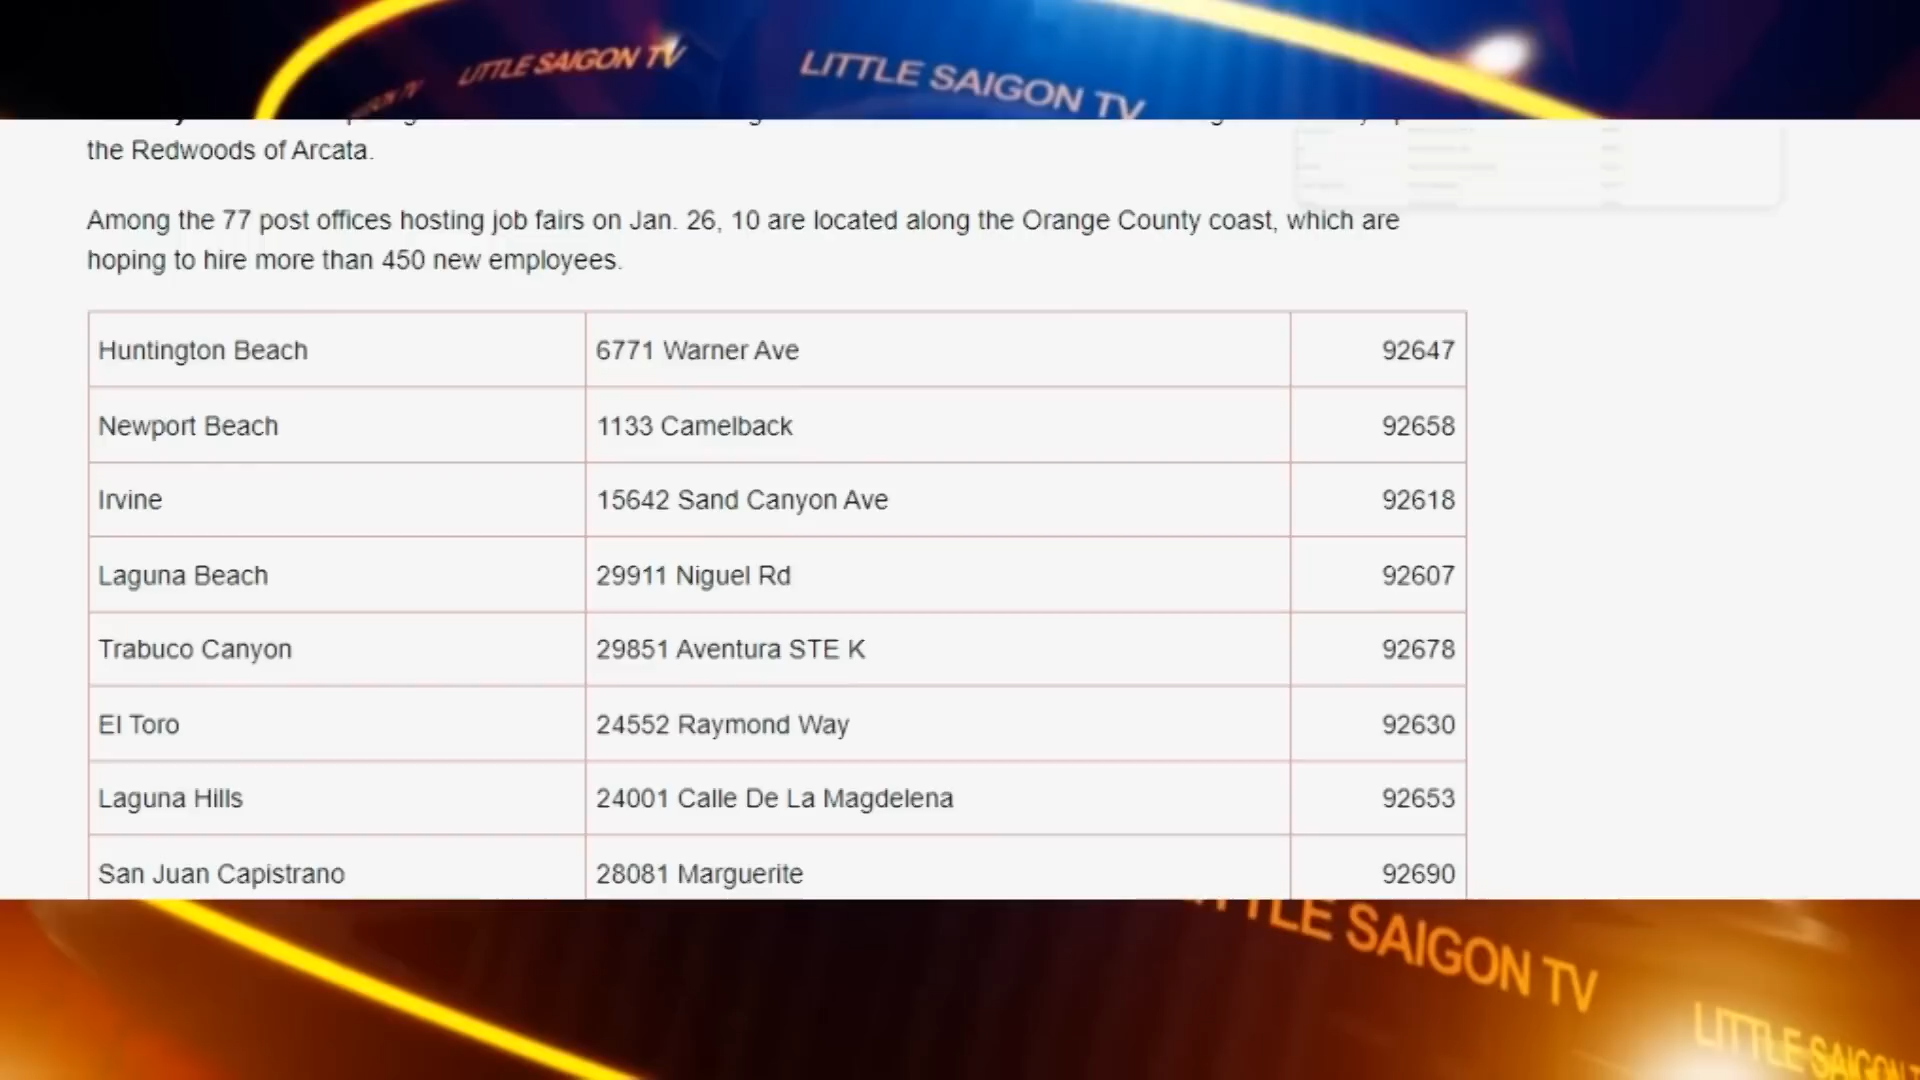 LITTLE SAIGON TV
LITTLE SAIGON TV
the Redwoods of Arcata.
Among the 77 post offices hosting job fairs on Jan. 26, 10 are located along the Orange County coast, which are
hoping to hire more than 450 new employees.
Huntington Beach 6771 Warner Ave 92647
Newport Beach 1133 Camelback 92658
Irvine 15642 Sand Canyon Ave 92618
Laguna Beach 29911 Niguel Rd 92607
Trabuco Canyon 29851 Aventura STE K 92678
El Toro 24552 Raymond Way 92630
Laguna Hills 24001 Calle De La Magdelena 92653
San Juan Capistrano 28081 Marguerite 92690
LITTLE SAIGON TV
LITTLE SAIGON T